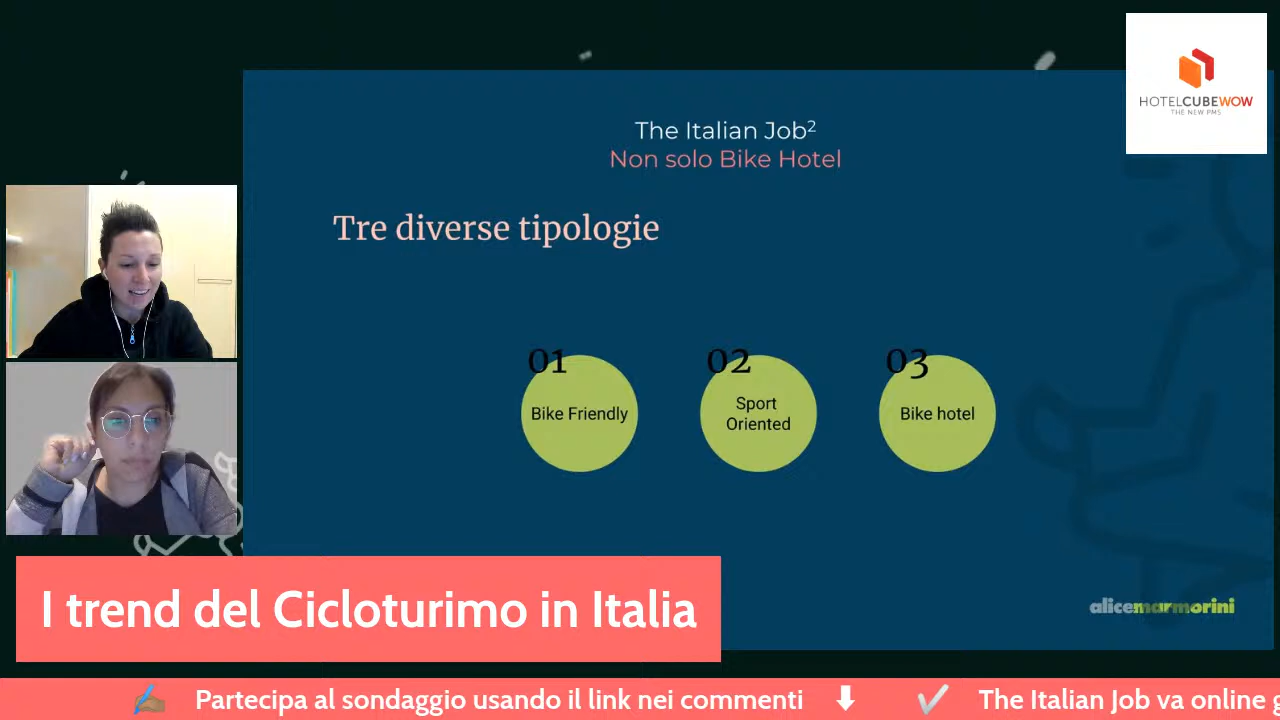 HOTELCUBEWOW
THE NEW PMS
The Italian Job²
Non solo Bike Hotel
Tre diverse tipologie
01
Bike Friendly
02
Sport
Oriented
03
Bike hotel
alicemarmorini
I trend del Cicloturimo in Italia
Partecipa al sondaggio usando il link nei commenti
The Italian Job va online g